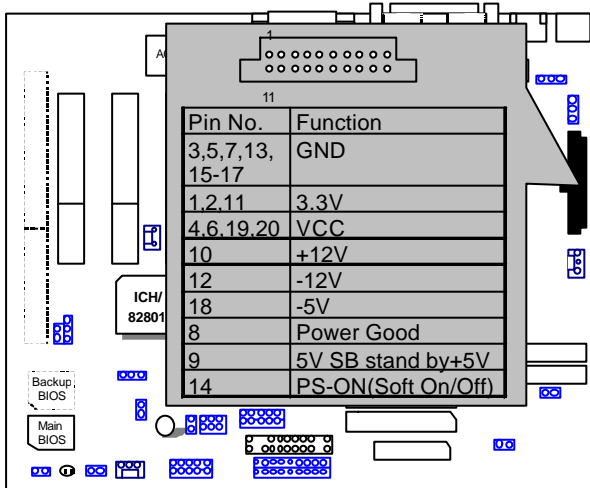 A
1
11
Pin No. Function
3,5,7,13, GND
15-17
1,2,11 3.3V
4,6,19,20 VCC
10 +12V
12 -12V
18 -5V
8 Power Good
9 5V SB stand by+5V
14 PS-ON(Soft On/Off)
ICH/
82801
Backup
BIOS
Main
BIOS